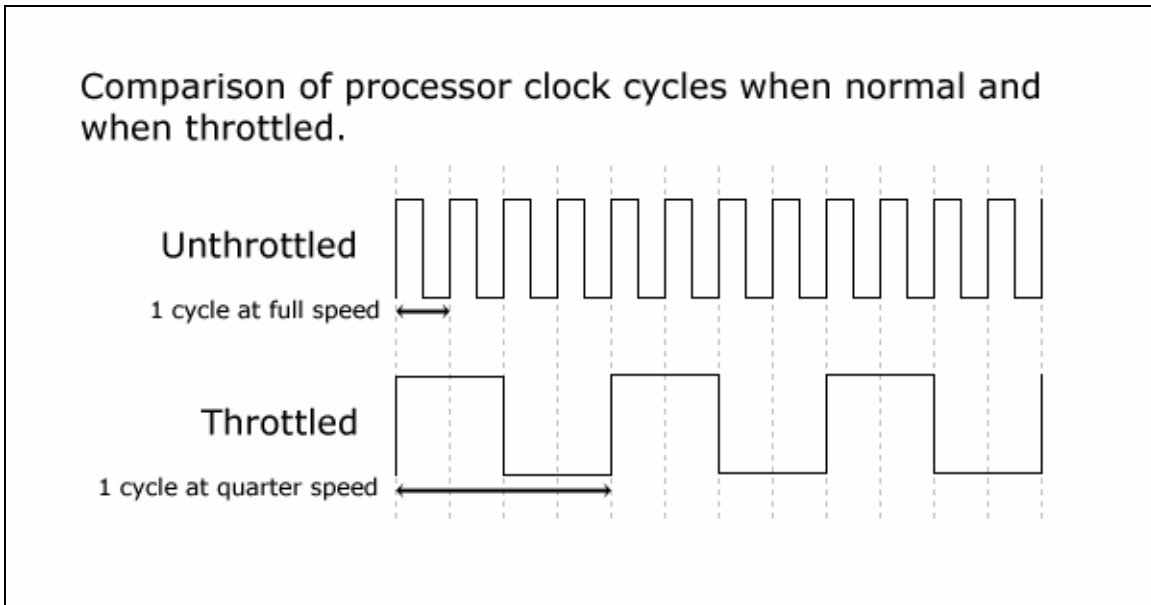 Comparison of processor clock cycles when normal and
when throttled.
Unthrottled
1 cycle at full speed
Throttled
1 cycle at quarter speed